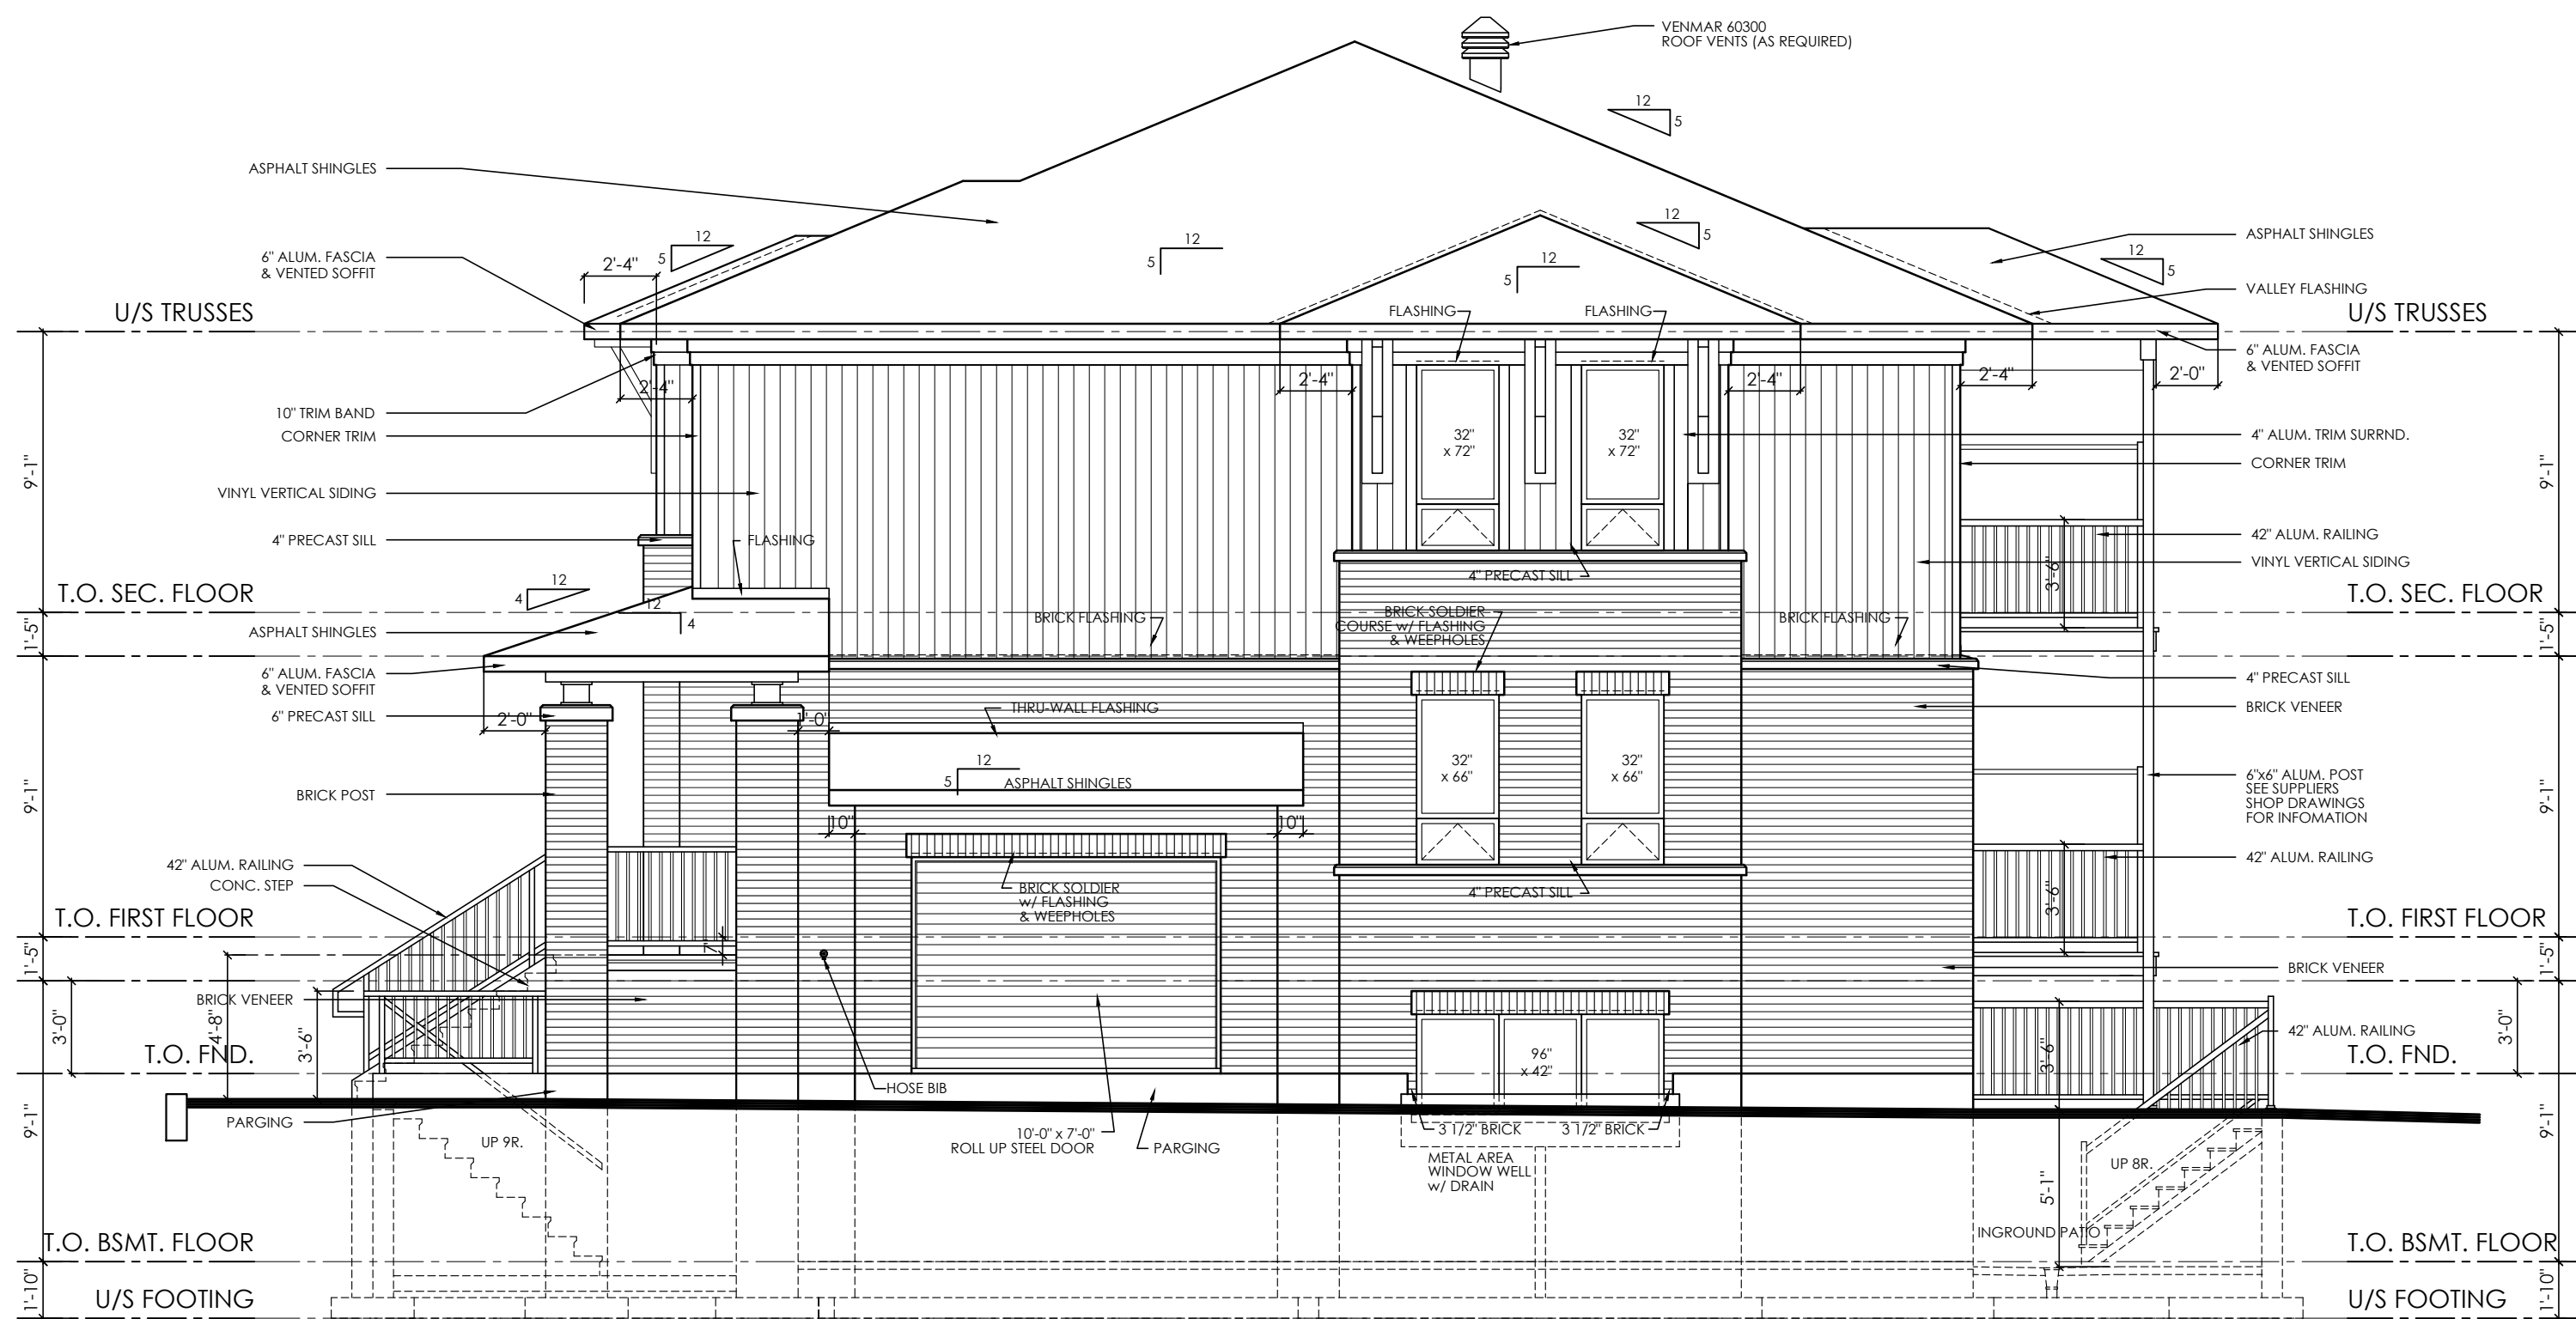 VENMAR 60300
ROOF VENTS (AS REQUIRED)
12
5
ASPHALT SHINGLES
12
5
12
5
12
5
12
5
12
5
ASPHALT SHINGLES
6" ALUM. FASCIA
& VENTED SOFFIT
2'-4"
VALLEY FLASHING
U/S TRUSSES
FLASHING
FLASHING
U/S TRUSSES
6" ALUM. FASCIA
& VENTED SOFFIT
2'-4"
2'-4"
2'-4"
2'-4"
2'-0"
10" TRIM BAND
CORNER TRIM
32"
x 72"
32"
x 72"
4" ALUM. TRIM SURRND.
CORNER TRIM
9'-1"
9'-1"
VINYL VERTICAL SIDING
4" PRECAST SILL
FLASHING
42" ALUM. RAILING
VINYL VERTICAL SIDING
4" PRECAST SILL
3'-6"
12
4
T.O. SEC. FLOOR
T.O. SEC. FLOOR
12
4
BRICK FLASHING
BRICK SOLDIER
COURSE w/ FLASHING
& WEEPHOLES
BRICK FLASHING
1'-5"
1'-5"
ASPHALT SHINGLES
6" ALUM. FASCIA
& VENTED SOFFIT
4" PRECAST SILL
6" PRECAST SILL
2'-0"
1'-0"
THRU-WALL FLASHING
BRICK VENEER
12
5
ASPHALT SHINGLES
32"
x 66"
32"
x 66"
6"x6" ALUM. POST
SEE SUPPLIERS
SHOP DRAWINGS
FOR INFOMATION
9'-1"
9'-1"
BRICK POST
10"
10"
42" ALUM. RAILING
CONC. STEP
BRICK SOLDIER
w/ FLASHING
& WEEPHOLES
4" PRECAST SILL
42" ALUM. RAILING
3'-6"
T.O. FIRST FLOOR
T.O. FIRST FLOOR
1'-5"
1'-5"
BRICK VENEER
BRICK VENEER
3'-0"
4'-8"
3'-6"
3'-0"
42" ALUM. RAILING
T.O. FND.
T.O. FND.
96"
x 42"
3'-6"
HOSE BIB
PARGING
UP 9R.
10'-0" x 7'-0"
ROLL UP STEEL DOOR
PARGING
3 1/2" BRICK
3 1/2" BRICK
METAL AREA
WINDOW WELL
w/ DRAIN
9'-1"
9'-1"
UP 8R.
5'-1"
INGROUND PATIO
T.O. BSMT. FLOOR
T.O. BSMT. FLOOR
1'-10"
1'-10"
U/S FOOTING
U/S FOOTING